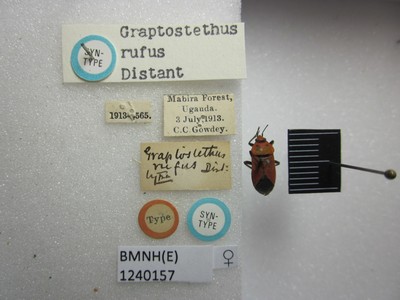 Graptostethus
rufus
Distant
SYN-
TYPE
1913.565.
Mabira Forest,
Uganda.
3 July 1913.
C.C. Gowdey.
Graptostethus
rufus Dist:
type
Type
SYN-
TYPE
BMNH(E)
1240157
♀